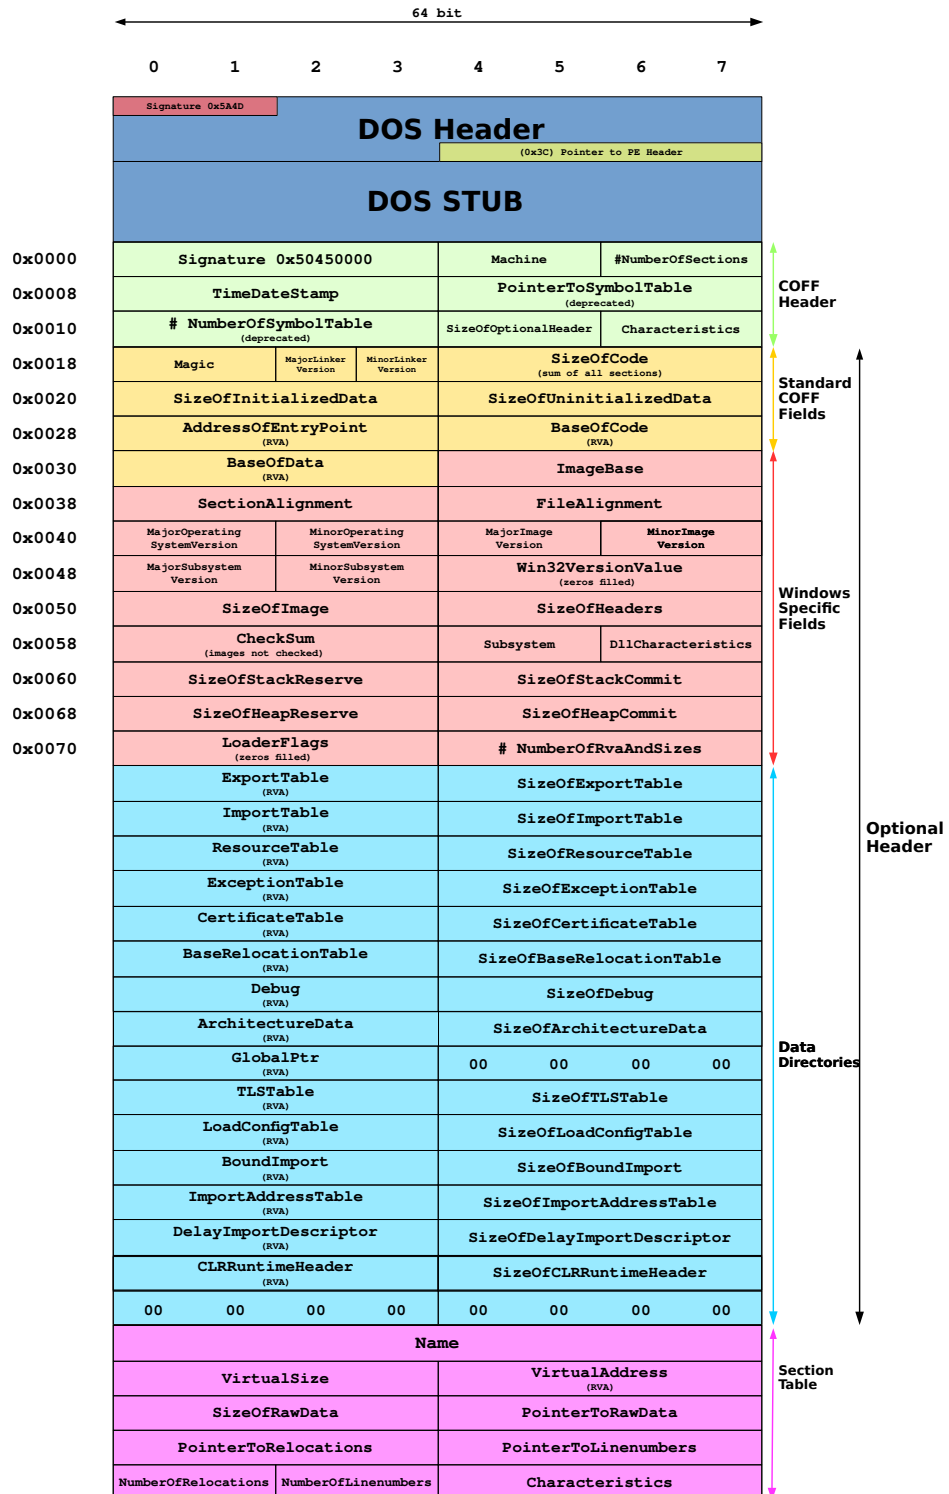 64 bit
0 1 2 3 4 5 6 7
Signature 0x5A4D
DOS Header
(0x3C) Pointer to PE Header
DOS STUB
0x0000 Signature 0x50450000 Machine #NumberOfSections
0x0008 TimeDateStamp PointerToSymbolTable
(deprecated)
COFF
Header
0x0010 # NumberOfSymbolTable
(deprecated)
SizeOfOptionalHeader Characteristics
0x0018 Magic MajorLinker
Version
MinorLinker
Version
SizeOfCode
(sum of all sections)
0x0020 SizeOfInitializedData SizeOfUninitializedData
Standard
COFF
Fields
0x0028 AddressOfEntryPoint
(RVA)
BaseOfCode
(RVA)
0x0030 BaseOfData
(RVA)
ImageBase
0x0038 SectionAlignment FileAlignment
0x0040 MajorOperating
SystemVersion
MinorOperating
SystemVersion
MajorImage
Version
MinorImage
Version
0x0048 MajorSubsystem
Version
MinorSubsystem
Version
Win32VersionValue
(zeros filled)
0x0050 SizeOfImage SizeOfHeaders
Windows
Specific
Fields
0x0058 CheckSum
(images not checked)
Subsystem DllCharacteristics
0x0060 SizeOfStackReserve SizeOfStackCommit
0x0068 SizeOfHeapReserve SizeOfHeapCommit
0x0070 LoaderFlags
(zeros filled)
# NumberOfRvaAndSizes
ExportTable
(RVA)
SizeOfExportTable
ImportTable
(RVA)
SizeOfImportTable
Optional
Header
ResourceTable
(RVA)
SizeOfResourceTable
ExceptionTable
(RVA)
SizeOfExceptionTable
CertificateTable
(RVA)
SizeOfCertificateTable
BaseRelocationTable
(RVA)
SizeOfBaseRelocationTable
Debug
(RVA)
SizeOfDebug
ArchitectureData
(RVA)
SizeOfArchitectureData
Data
Directories
GlobalPtr
(RVA)
00 00 00 00
TLSTable
(RVA)
SizeOfTLSTable
LoadConfigTable
(RVA)
SizeOfLoadConfigTable
BoundImport
(RVA)
SizeOfBoundImport
ImportAddressTable
(RVA)
SizeOfImportAddressTable
DelayImportDescriptor
(RVA)
SizeOfDelayImportDescriptor
CLRRuntimeHeader
(RVA)
SizeOfCLRRuntimeHeader
00 00 00 00 00 00 00 00
Name
VirtualSize VirtualAddress
(RVA)
Section
Table
SizeOfRawData PointerToRawData
PointerToRelocations PointerToLinenumbers
NumberOfRelocations NumberOfLinenumbers Characteristics